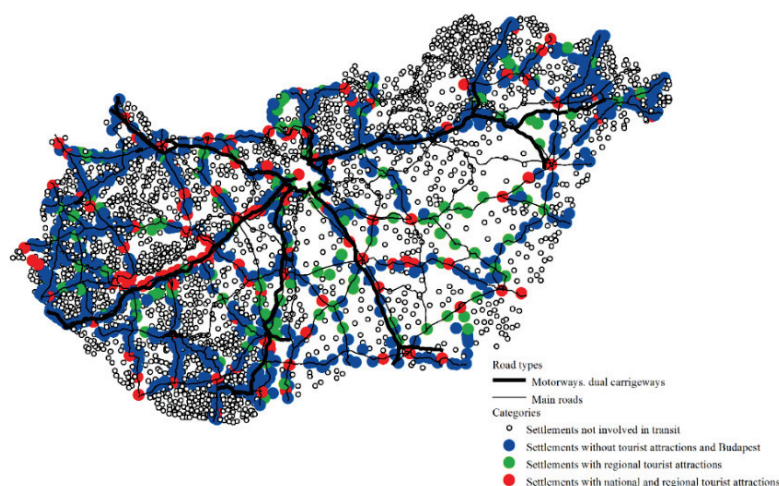 Road types
Motorways. dual carrigeways
Main roads
Categories
Settlements not involved in transit
Settlements without tourist attractions and Budapest
Settlements with regional tourist attractions
Settlements with national and regional tourist attractions